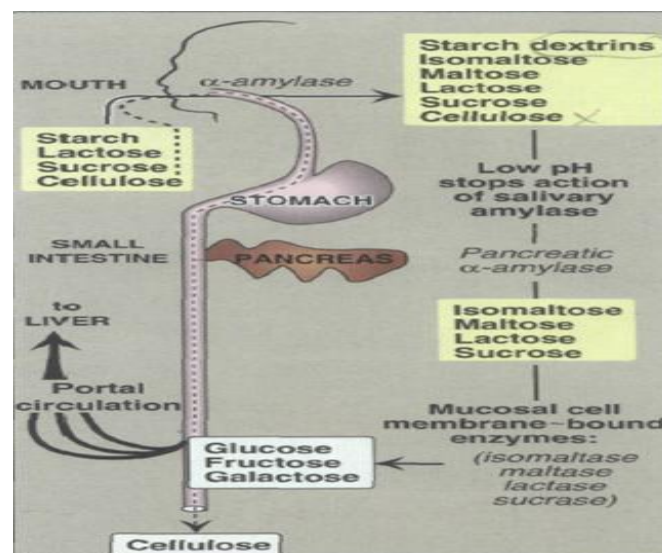 MOUTH
α-amylase
Starch
Lactose
Sucrose
Cellulose
Starch dextrins
Isomaltose
Maltose
Lactose
Sucrose
Cellulose
Low pH
stops action
of salivary
amylase
STOMACH
Pancreatic
α-amylase
SMALL
INTESTINE
PANCREAS
Isomaltose
Maltose
Lactose
Sucrose
to
LIVER
Portal
circulation
Mucosal cell
membrane~bound
enzymes:
(isomaltase
maltase
lactase
sucrase)
Glucose
Fructose
Galactose
Cellulose